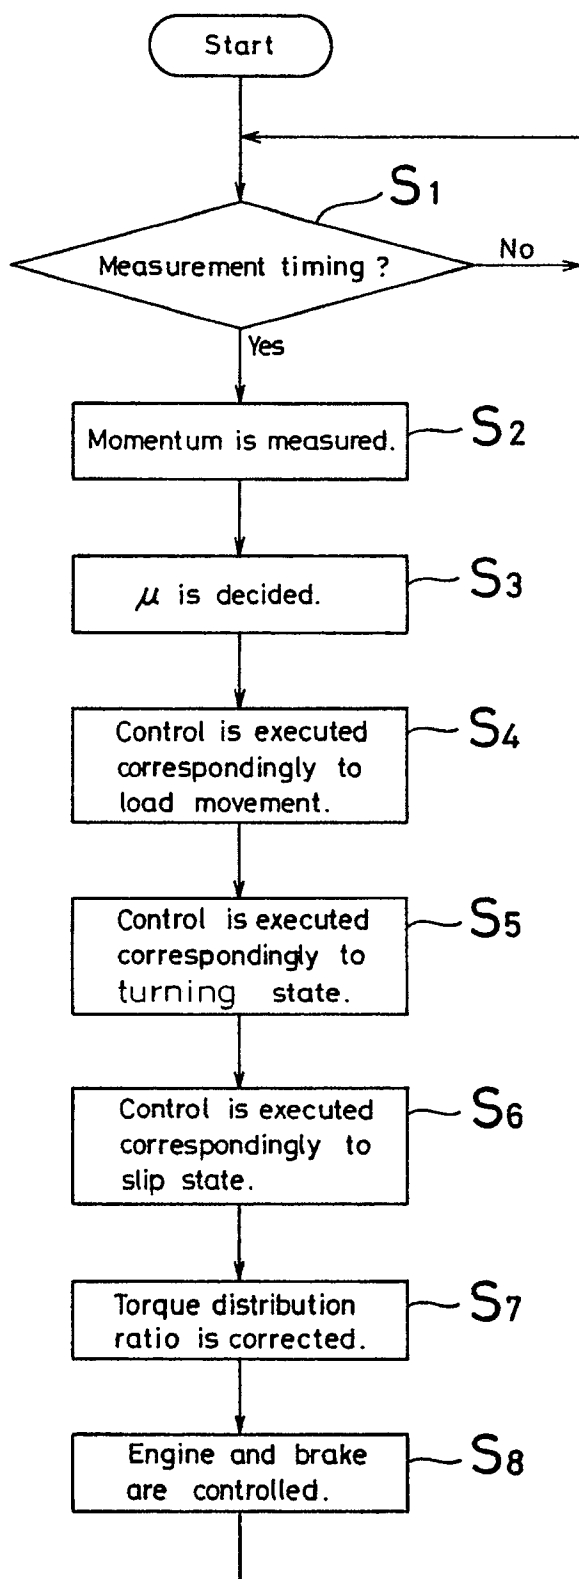 Start
S1
Measurement timing ?
No
Yes
Momentum is measured.
S2
μ is decided.
S3
Control is executed
correspondingly to
load movement.
S4
Control is executed
correspondingly to
turning state.
S5
Control is executed
correspondingly to
slip state.
S6
Torque distribution
ratio is corrected.
S7
Engine and brake
are controlled.
S8